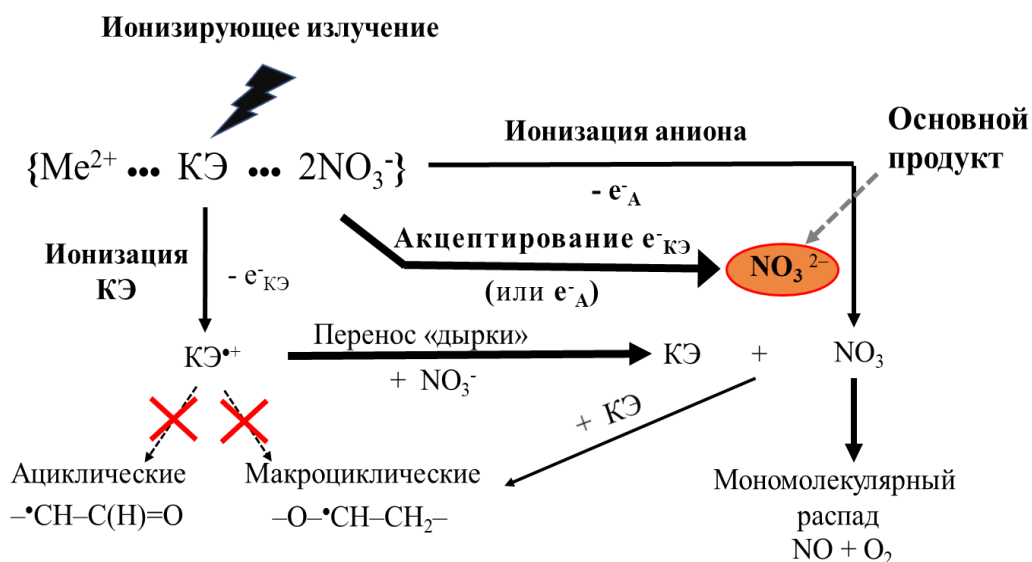 Ионизирующее излучение
Основной
продукт
Ионизация аниона
{Me²⁺ ••• КЭ ••• 2NO₃⁻}
- e⁻A
Акцептирование e⁻КЭ
(или e⁻A)
NO₃ ²⁻
Ионизация
КЭ
- e⁻КЭ
КЭ•⁺
Перенос «дырки»
+ NO₃⁻
КЭ + NO₃
+ КЭ
Ациклические
–•CH–C(H)=O
Макроциклические
–O–•CH–CH₂–
Мономолекулярный
распад
NO + O₂